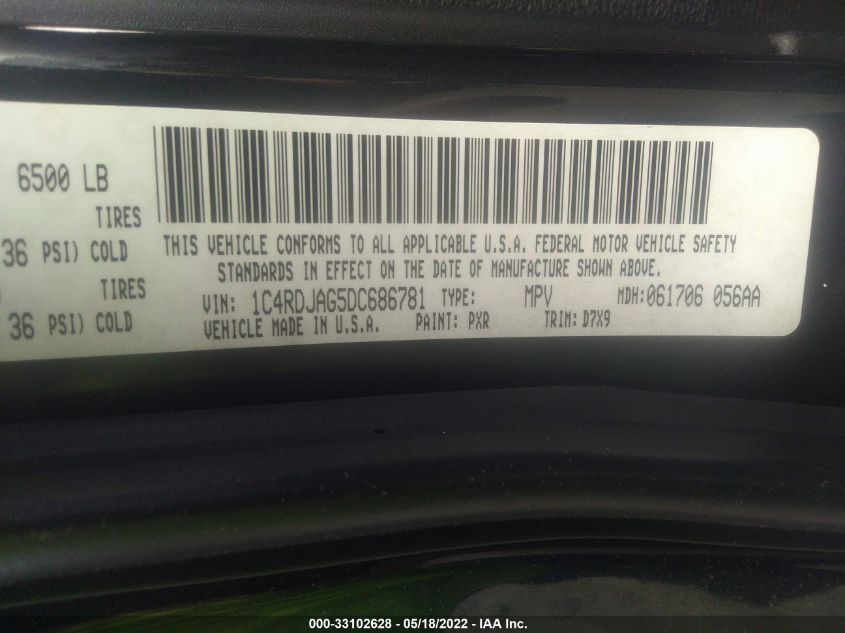 6500 LB
TIRES
36 PSI) COLD
TIRES
36 PSI) COLD
THIS VEHICLE CONFORMS TO ALL APPLICABLE U.S.A. FEDERAL MOTOR VEHICLE SAFETY
STANDARDS IN EFFECT ON THE DATE OF MANUFACTURE SHOWN ABOVE.
VIN: 1C4RDJAG5DC686781 TYPE: MPV MDH:061706 056AA
VEHICLE MADE IN U.S.A. PAINT: PXR TRIM: D7X9
000-33102628 - 05/18/2022 - IAA Inc.